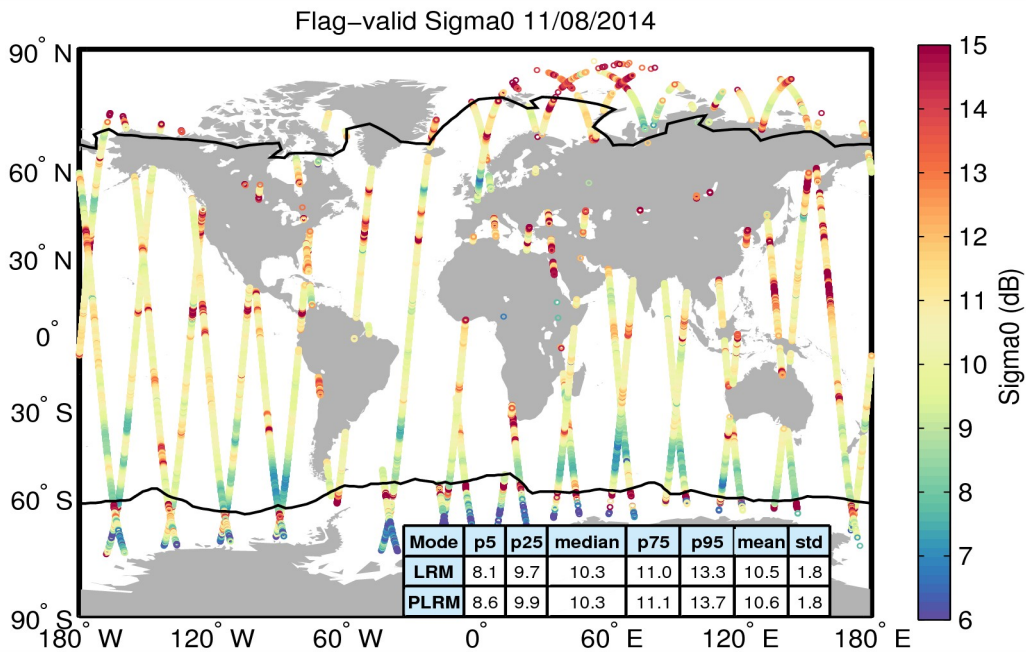 Flag−valid Sigma0 11/08/2014
90° N
60° N
30° N
0°
30° S
60° S
90° S
180° W
120° W
60° W
0°
60° E
120° E
180° E
15
14
13
12
11
10
9
8
7
6
Sigma0 (dB)
Mode p5 p25 median p75 p95 mean std
LRM 8.1 9.7 10.3 11.0 13.3 10.5 1.8
PLRM 8.6 9.9 10.3 11.1 13.7 10.6 1.8